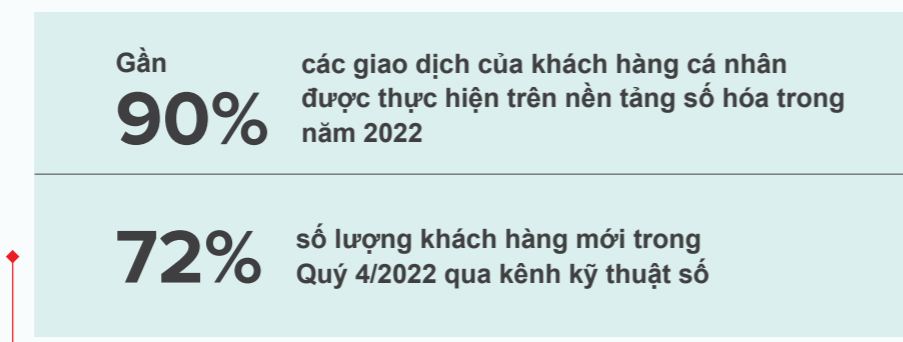 Gần
90%
các giao dịch của khách hàng cá nhân
được thực hiện trên nền tảng số hóa trong
năm 2022
72%
số lượng khách hàng mới trong
Quý 4/2022 qua kênh kỹ thuật số